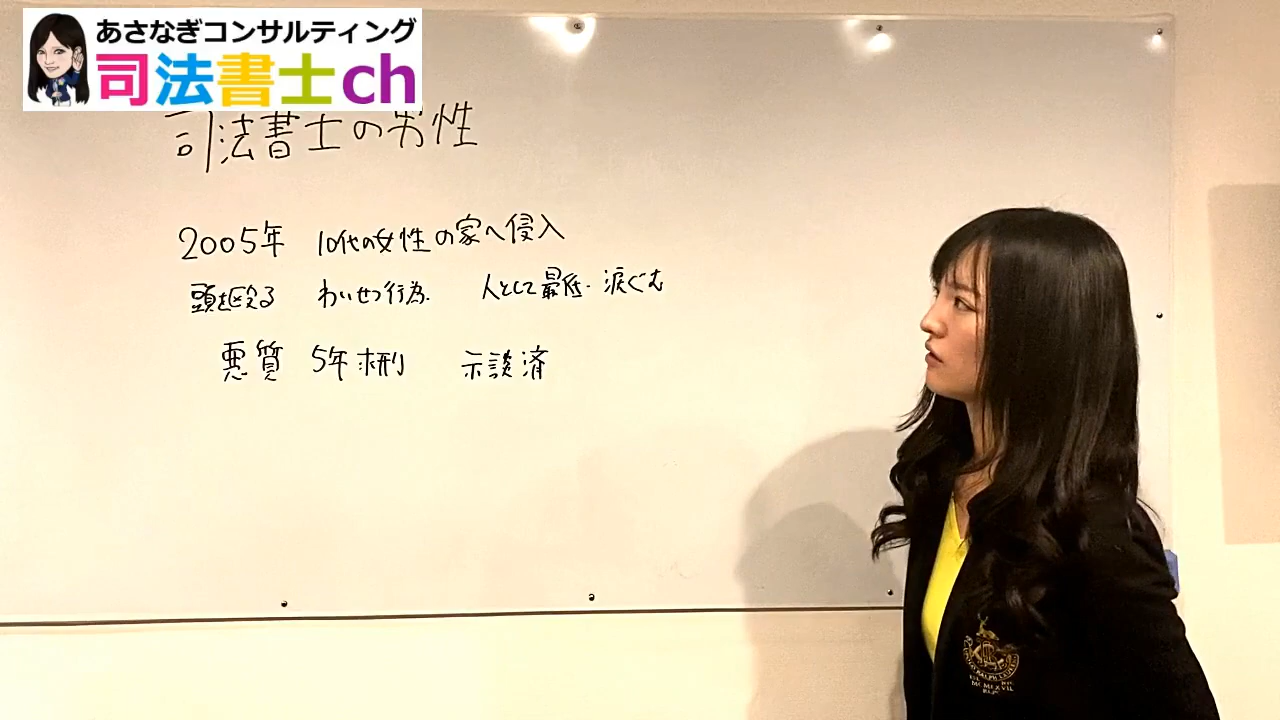 あさなぎコンサルティング
司法書士ch
司法書士の男性
2005年 10代の女性の家へ侵入
頭を殴る わいせつ行為. 人として最低. 涙ぐむ
悪質 5年求刑 示談済